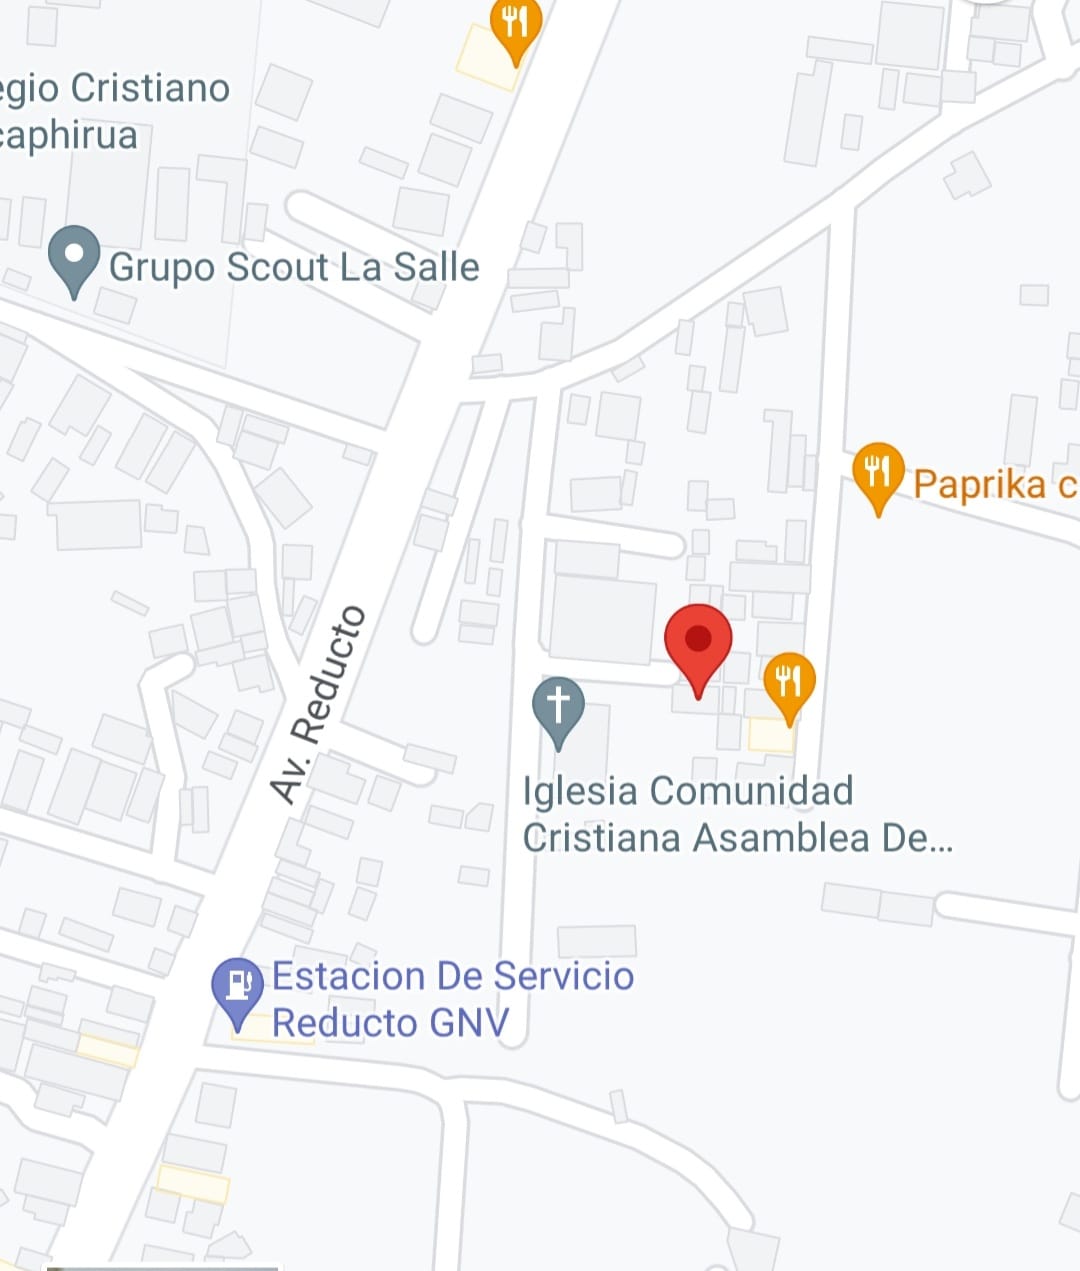 egio Cristiano
caphirua
Grupo Scout La Salle
Paprika c
Av. Reducto
Iglesia Comunidad
Cristiana Asamblea De...
Estacion De Servicio
Reducto GNV